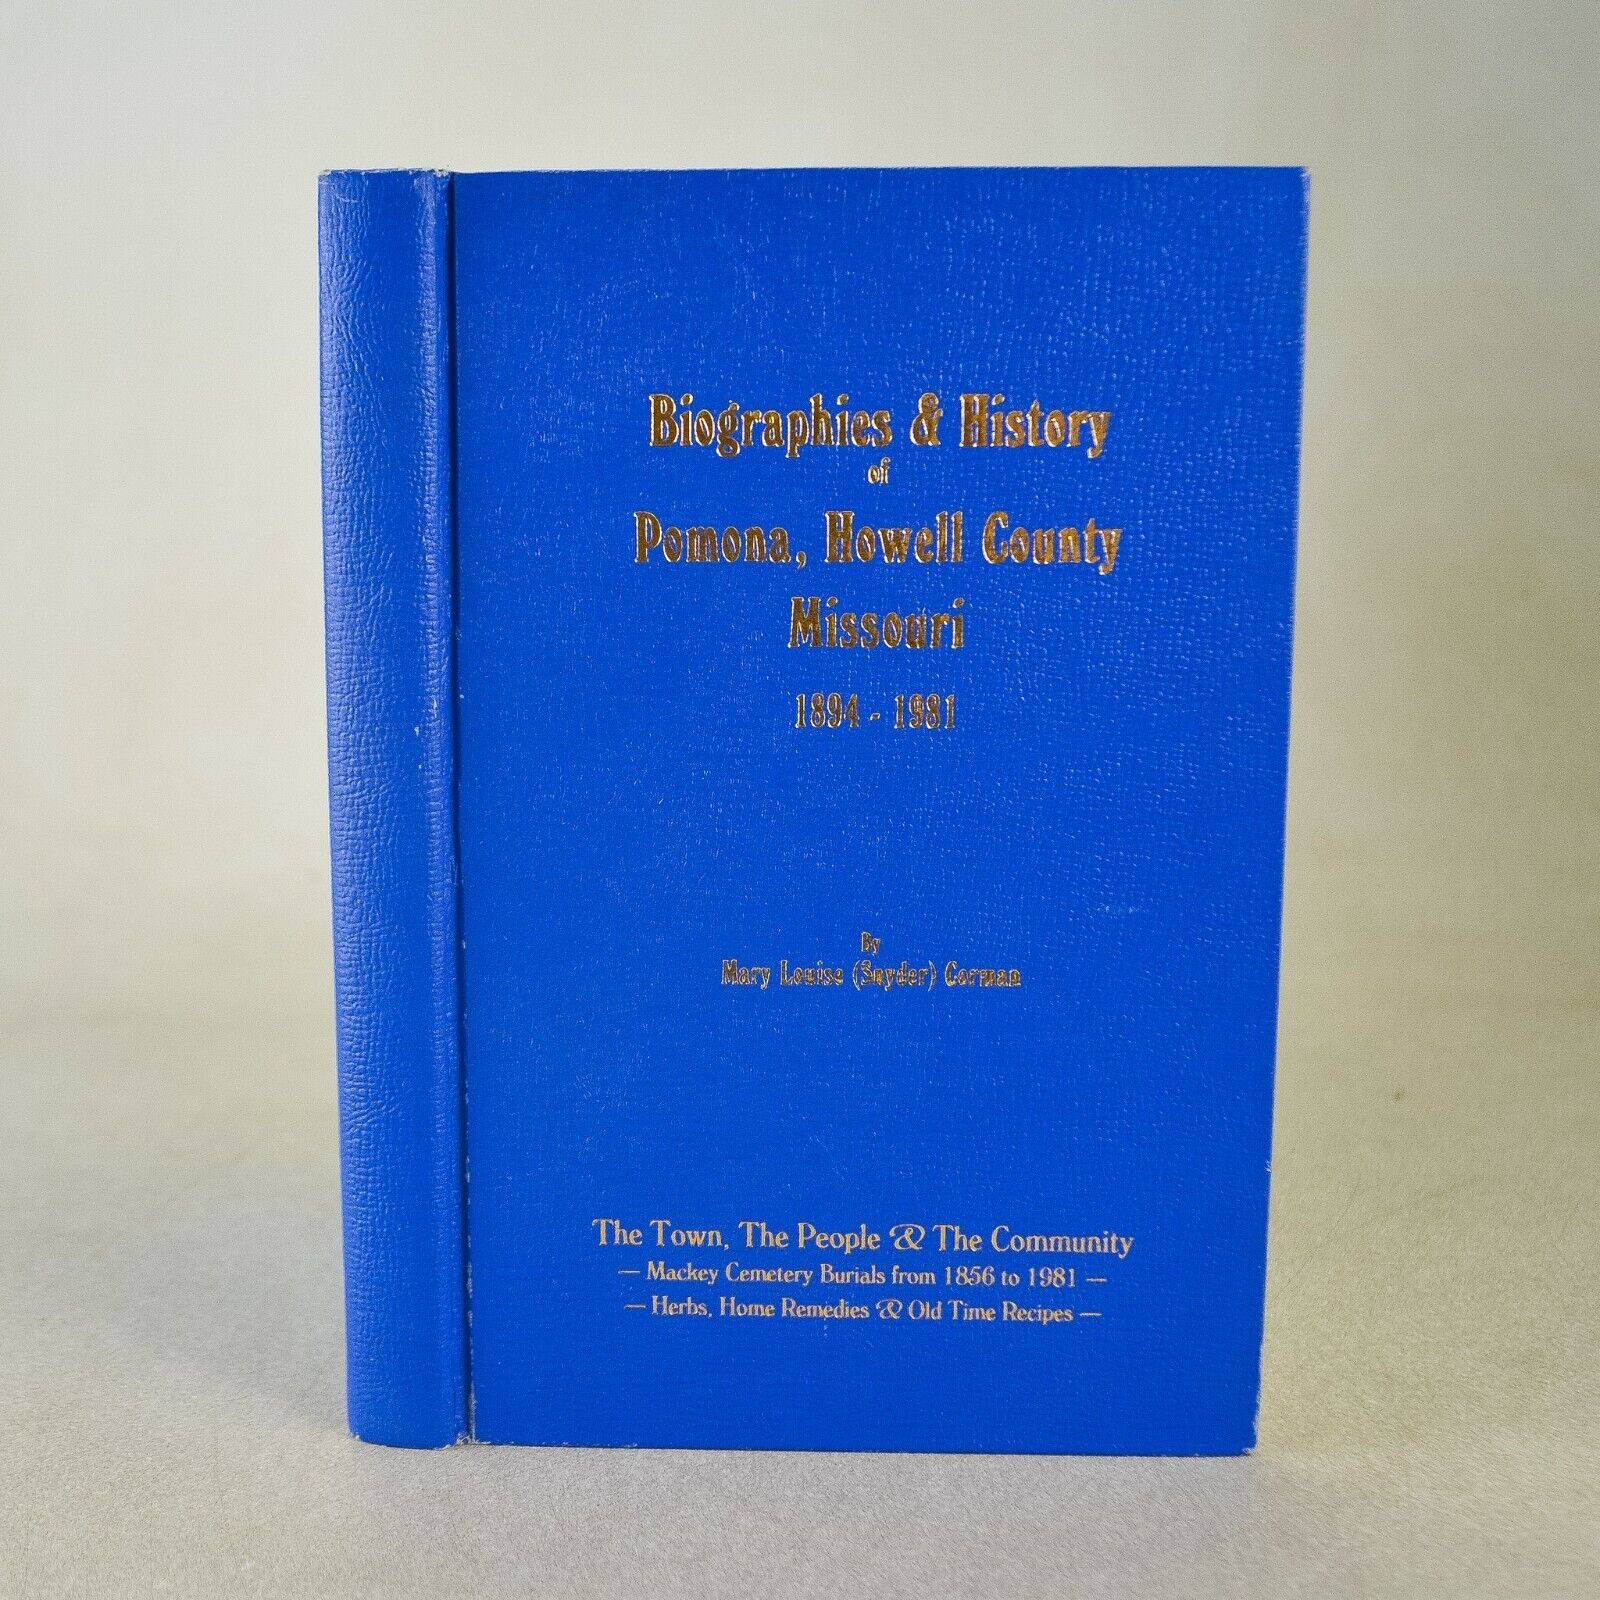 Biographies & History
of
Pomona, Howell County
Missouri
1894 - 1981
By
Mary Louise (Snyder) Corman
The Town, The People & The Community
— Mackey Cemetery Burials from 1856 to 1981 —
— Herbs, Home Remedies & Old Time Recipes —